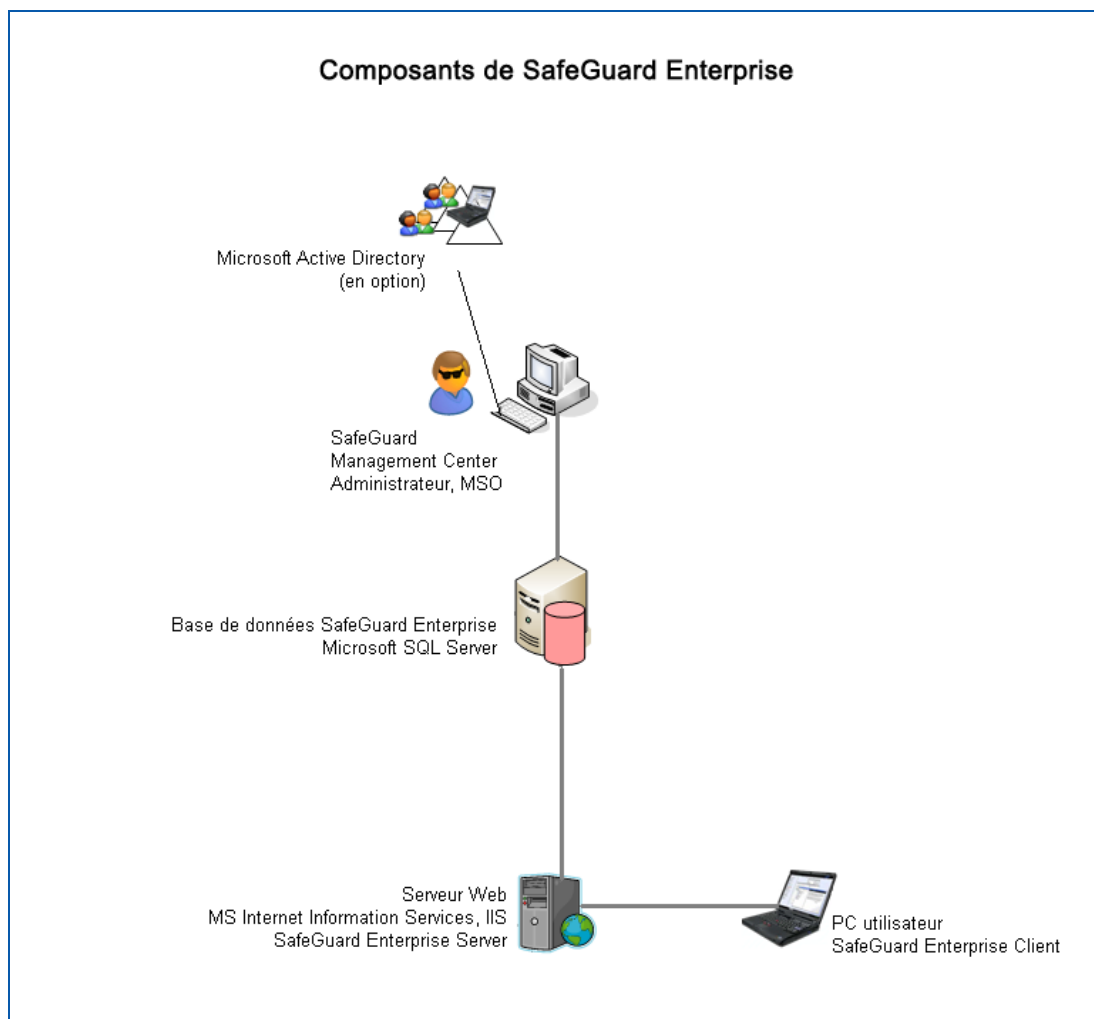 Composants de SafeGuard Enterprise
Microsoft Active Directory
(en option)
SafeGuard
Management Center
Administrateur, MSO
Base de données SafeGuard Enterprise
Microsoft SQL Server
Serveur Web
MS Internet Information Services, IIS
SafeGuard Enterprise Server
PC utilisateur
SafeGuard Enterprise Client